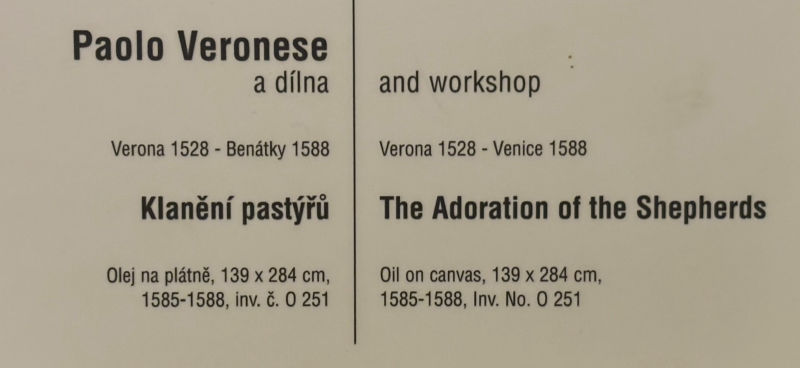 Paolo Veronese
a dílna
Verona 1528 - Benátky 1588
Klanění pastýřů
Olej na plátně, 139 x 284 cm,
1585-1588, inv. č. O 251
and workshop
Verona 1528 - Venice 1588
The Adoration of the Shepherds
Oil on canvas, 139 x 284 cm,
1585-1588, Inv. No. O 251